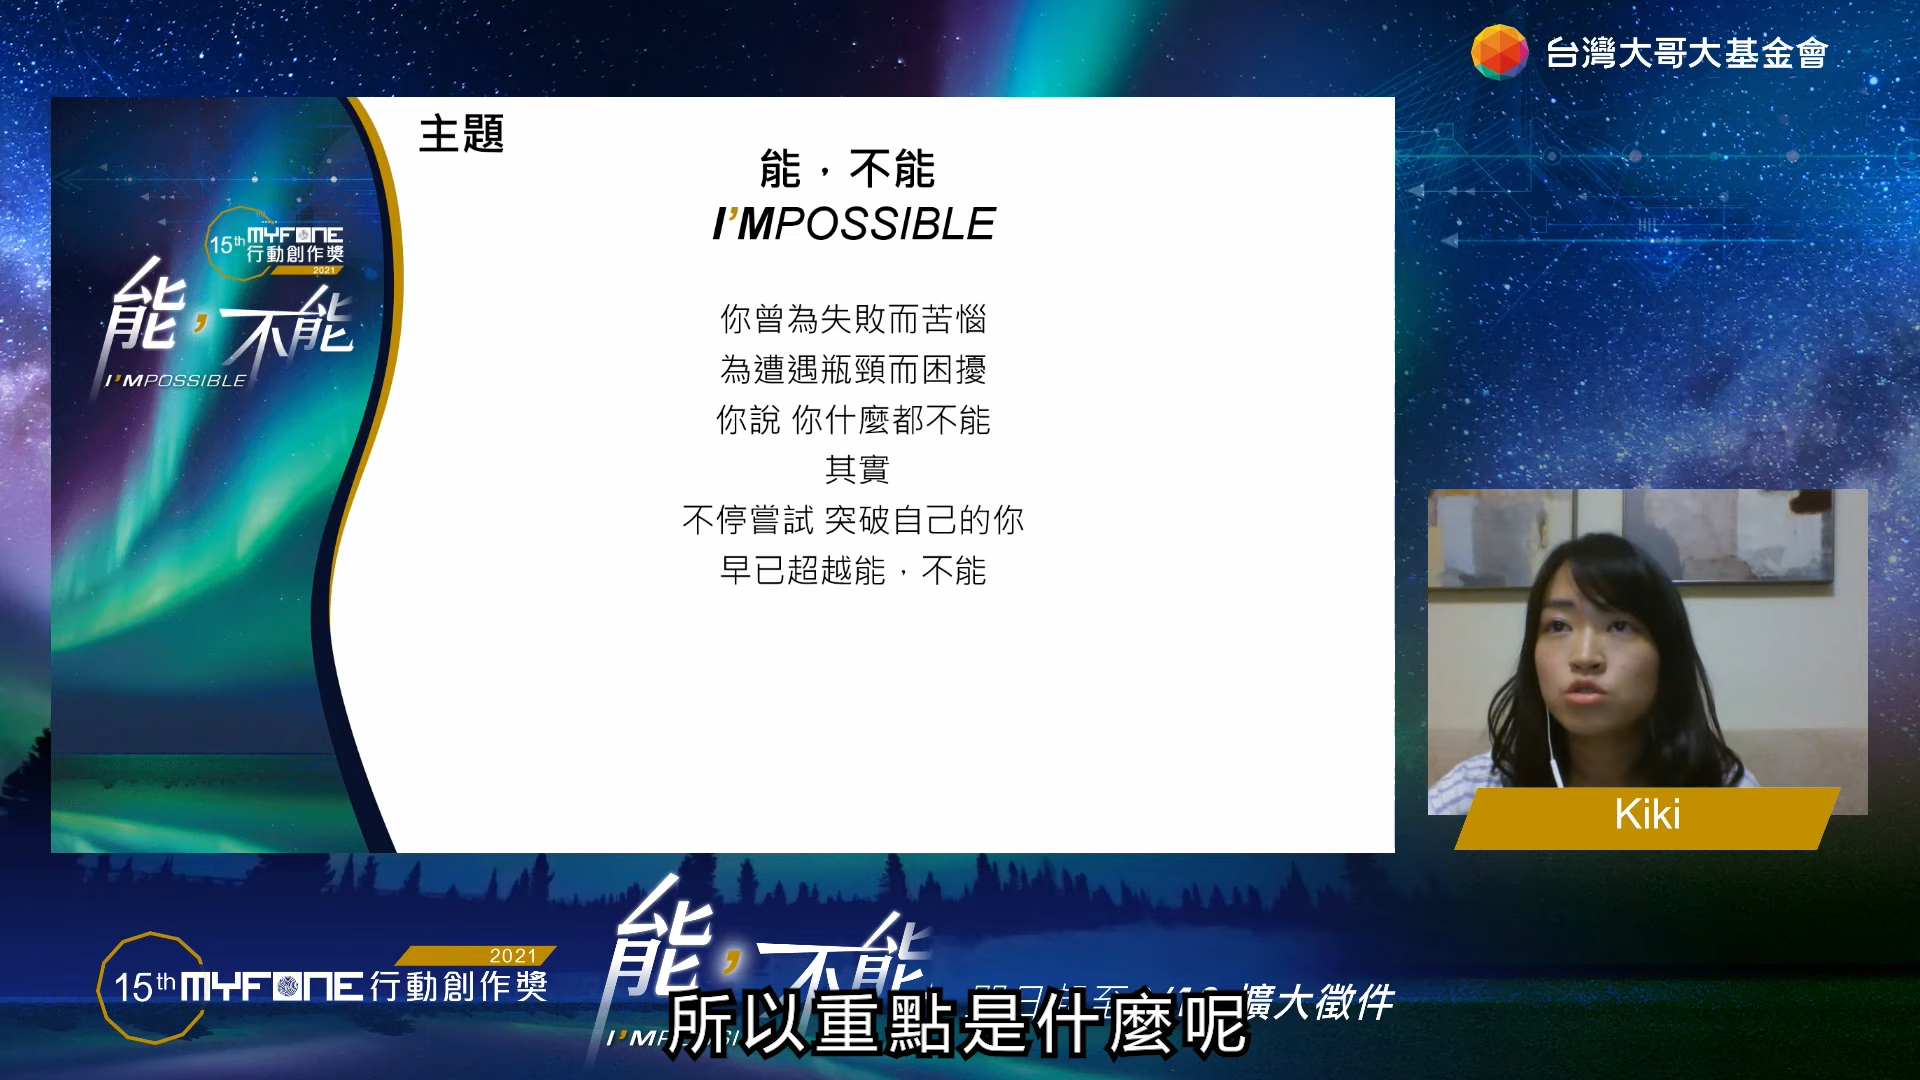 台灣大哥大基金會
主題
能，不能
I'MPOSSIBLE
15th MYFONE
行動創作獎
2021
能，不能
I'MPOSSIBLE
你曾為失敗而苦惱
為遭遇瓶頸而困擾
你說 你什麼都不能
其實
不停嘗試 突破自己的你
早已超越能，不能
Kiki
2021
15th MYFONE 行動創作獎
能，不能
擴大徵件
所以重點是什麼呢